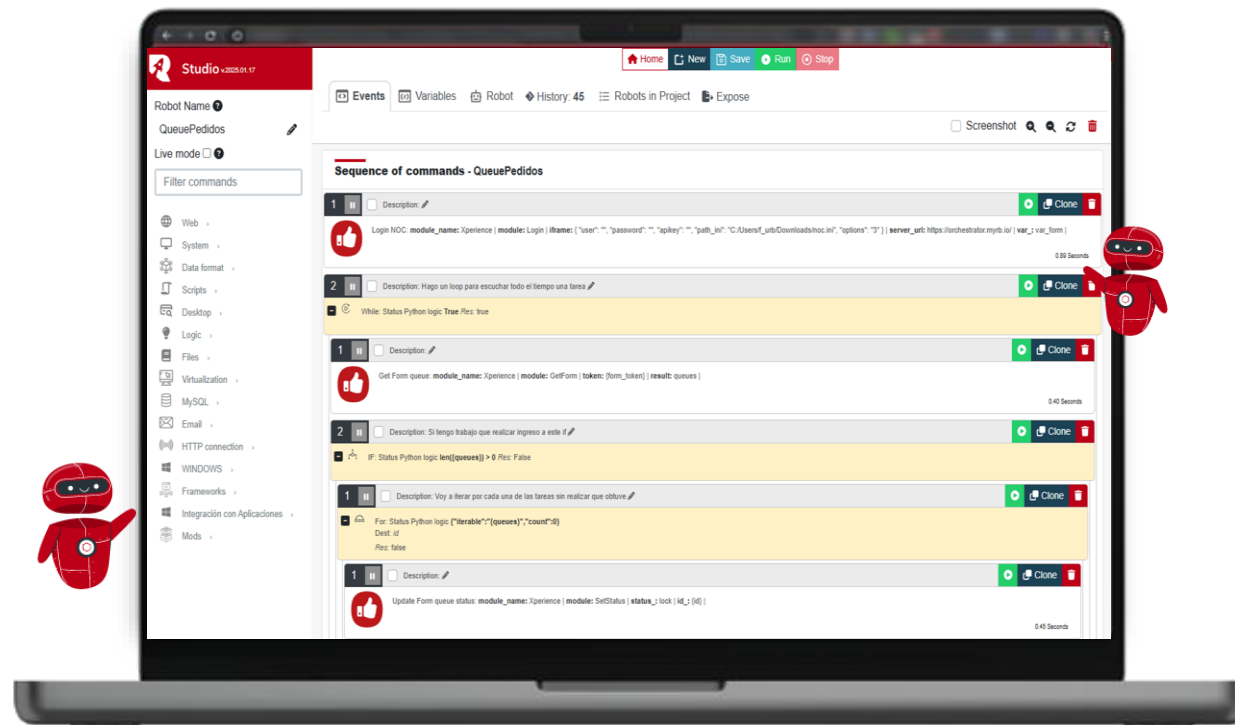 Studio v.2025.01.17
Home New Save Run Stop
Robot Name
QueuePedidos
Live mode
Filter commands
Web
System
Data format
Scripts
Desktop
Logic
Files
Virtualization
MySQL
Email
HTTP connection
WINDOWS
Frameworks
Integración con Aplicaciones
Mods
Events Variables Robot History: 45 Robots in Project Expose
Screenshot
Sequence of commands - QueuePedidos
1 Description: Clone
Login NOC: module_name: Xperience | module: Login | iframe: { "user": "", "password": "", "apikey": "", "path_ini": "C:/Users/f_urb/Downloads/noc.ini", "options": "3" } | server_url: https://orchestrator.myrb.io/ | var_: var_form |
0.89 Seconds
2 Description: Hago un loop para escuchar todo el tiempo una tarea Clone
While: Status Python logic True Res: true
1 Description: Clone
Get Form queue: module_name: Xperience | module: GetForm | token: {form_token} | result: queues |
0.40 Seconds
2 Description: Si tengo trabajo que realizar ingreso a este if Clone
IF: Status Python logic len({queues}) > 0 Res: False
1 Description: Voy a iterar por cada una de las tareas sin realizar que obtuve Clone
For: Status Python logic {"iterable":"{queues}","count":0}
Dest: id
Res: false
1 Description: Clone
Update Form queue status: module_name: Xperience | module: SetStatus | status_: lock | id_: {id} |
0.45 Seconds